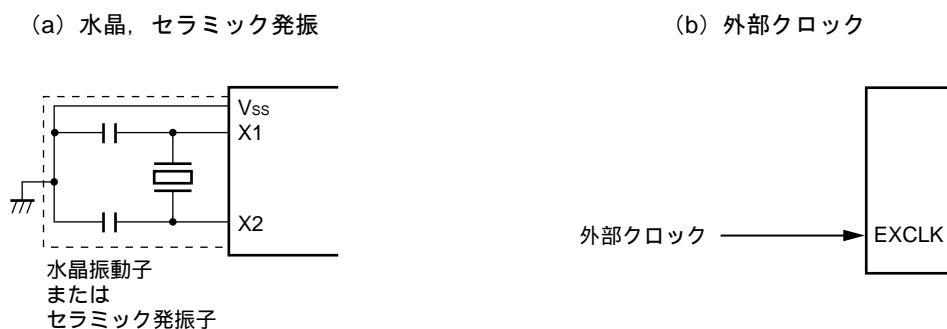 (a) 水晶，セラミック発振
(b) 外部クロック
Vss
X1
X2
水晶振動子
または
セラミック発振子
外部クロック
EXCLK